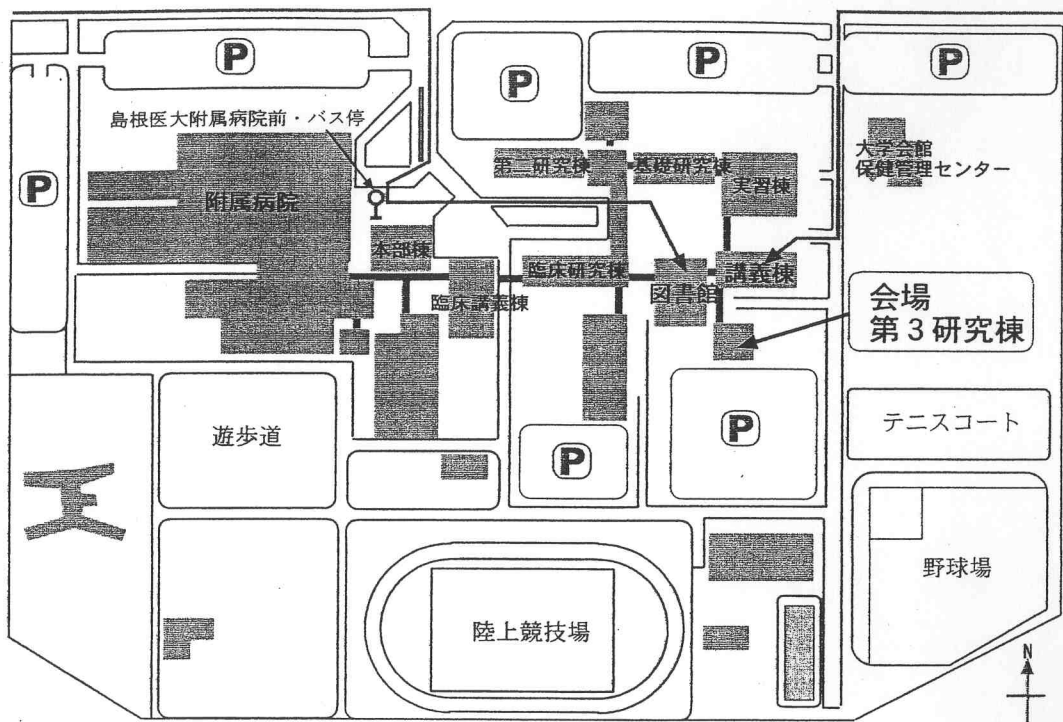 P
P
P
P
島根医大附属病院前・バス停
大学会館
保健管理センター
第二研究棟
基礎研究棟
実習棟
P
附属病院
本部棟
臨床研究棟
講義棟
図書館
臨床講義棟
会場
第3研究棟
遊歩道
P
P
テニスコート
野球場
陸上競技場
N